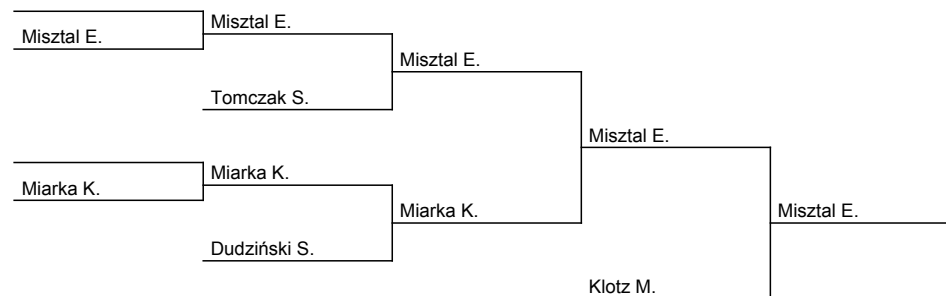 Misztal E.
Misztal E.
Misztal E.
Tomczak S.
Misztal E.
Miarka K.
Miarka K.
Miarka K.
Misztal E.
Dudziński S.
Klotz M.